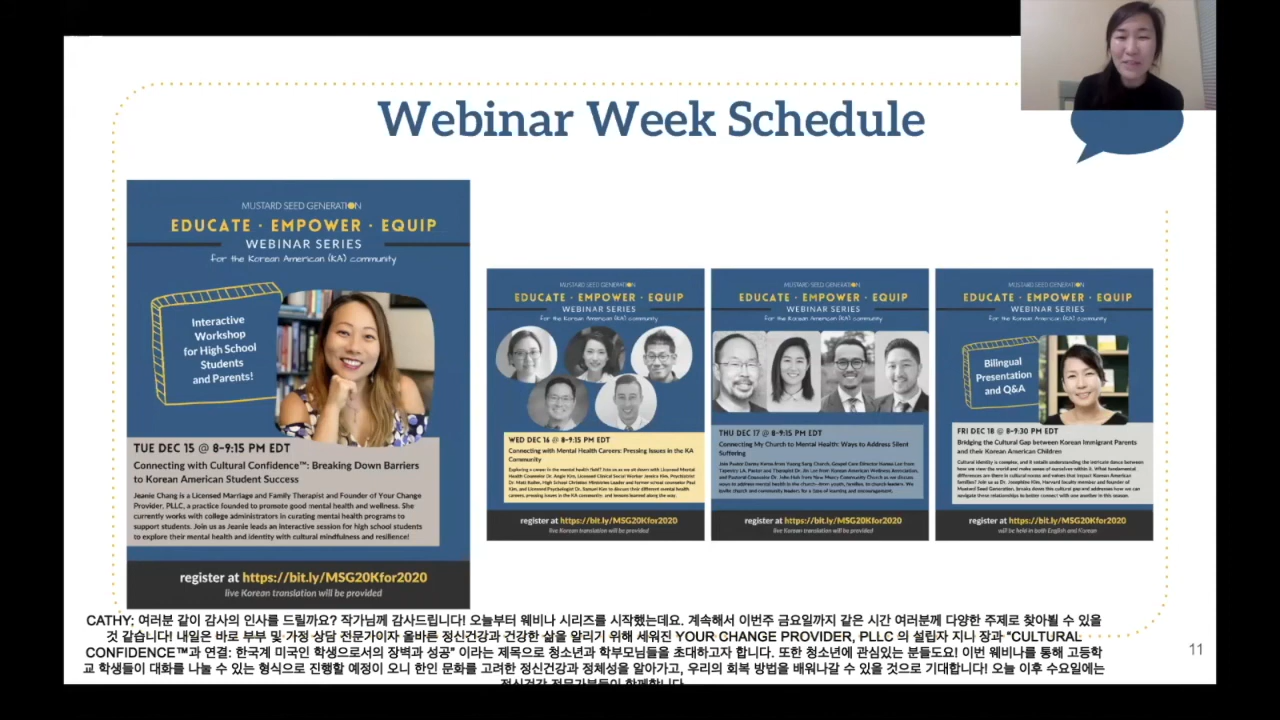 Webinar Week Schedule
MUSTARD SEED GENERATION
EDUCATE · EMPOWER · EQUIP
WEBINAR SERIES
for the Korean American (KA) community
Interactive
Workshop
for High School
Students
and Parents!
TUE DEC 15 @ 8-9:15 PM EDT
Connecting with Cultural Confidence™: Breaking Down Barriers
to Korean American Student Success
Jeanie Chang is a Licensed Marriage and Family Therapist and Founder of Your Change
Provider, PLLC, a practice founded to promote good mental health and wellness. She
currently works with college administrators in curating mental health programs to
support students. Join us as Jeanie leads an interactive session for high school students
to explore their mental health and identity with cultural mindfulness and resilience!
register at https://bit.ly/MSG20Kfor2020
live Korean translation will be provided
MUSTARD SEED GENERATION
EDUCATE · EMPOWER · EQUIP
WEBINAR SERIES
for the Korean American (KA) community
WED DEC 16 @ 8-9:15 PM EDT
Connecting with Mental Health Careers: Pressing Issues in the KA
Community
register at https://bit.ly/MSG20Kfor2020
live Korean translation will be provided
MUSTARD SEED GENERATION
EDUCATE · EMPOWER · EQUIP
WEBINAR SERIES
for the Korean American (KA) community
THU DEC 17 @ 8-9:15 PM EDT
Connecting My Church to Mental Health: Ways to Address Silent
Suffering
register at https://bit.ly/MSG20Kfor2020
live Korean translation will be provided
MUSTARD SEED GENERATION
EDUCATE · EMPOWER · EQUIP
WEBINAR SERIES
for the Korean American (KA) community
Bilingual
Presentation
and Q&A
FRI DEC 18 @ 8-9:30 PM EDT
Bridging the Cultural Gap between Korean Immigrant Parents
and their Korean American Children
register at https://bit.ly/MSG20Kfor2020
will be held in both English and Korean
CATHY: 여러분 같이 감사의 인사를 드릴까요? 작가님께 감사드립니다! 오늘부터 웨비나 시리즈를 시작했는데요. 계속해서 이번주 금요일까지 같은 시간 여러분께 다양한 주제로 찾아뵐 수 있을
것 같습니다! 내일은 바로 부부 및 가정 상담 전문가이자 올바른 정신건강과 건강한 삶을 알리기 위해 세워진 YOUR CHANGE PROVIDER, PLLC 의 설립자 지니 장과 “CULTURAL
CONFIDENCE™과 연결: 한국계 미국인 학생으로서의 장벽과 성공” 이라는 제목으로 청소년과 학부모님들을 초대하고자 합니다. 또한 청소년에 관심있는 분들도요! 이번 웨비나를 통해 고등학
교 학생들이 대화를 나눌 수 있는 형식으로 진행할 예정이 오니 한인 문화를 고려한 정신건강과 정체성을 알아가고, 우리의 회복 방법을 배워나갈 수 있을 것으로 기대합니다! 오늘 이후 수요일에는
정신건강 전문가분들이 함께합니다
11